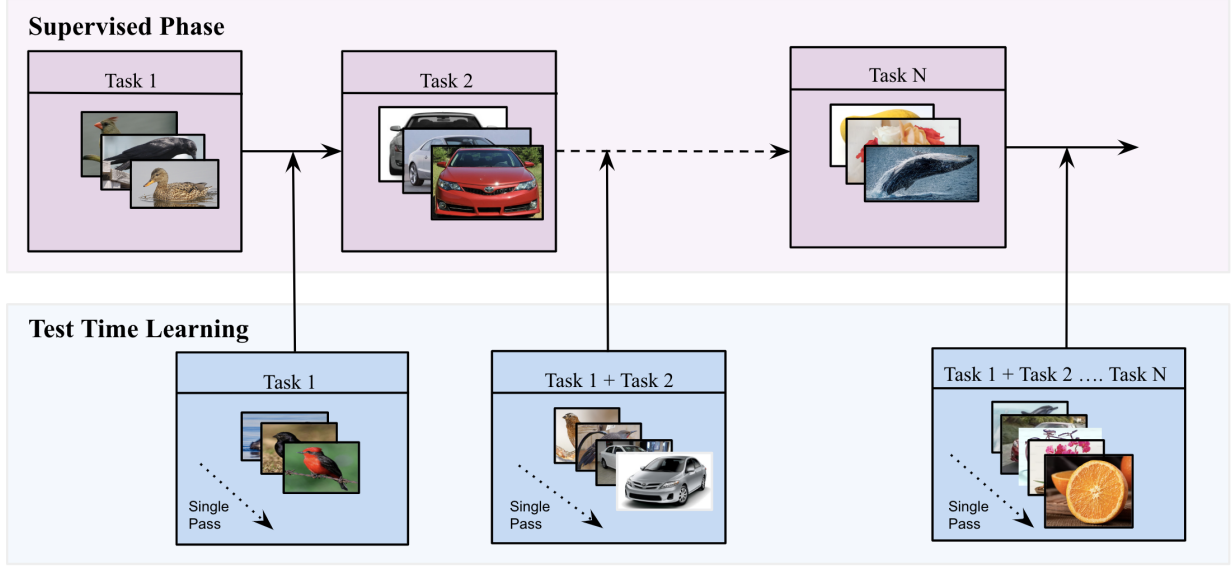 Supervised Phase
Task 1
Task 2
Task N
Test Time Learning
Task 1
Task 1 + Task 2
Task 1 + Task 2 .... Task N
Single
Pass
Single
Pass
Single
Pass